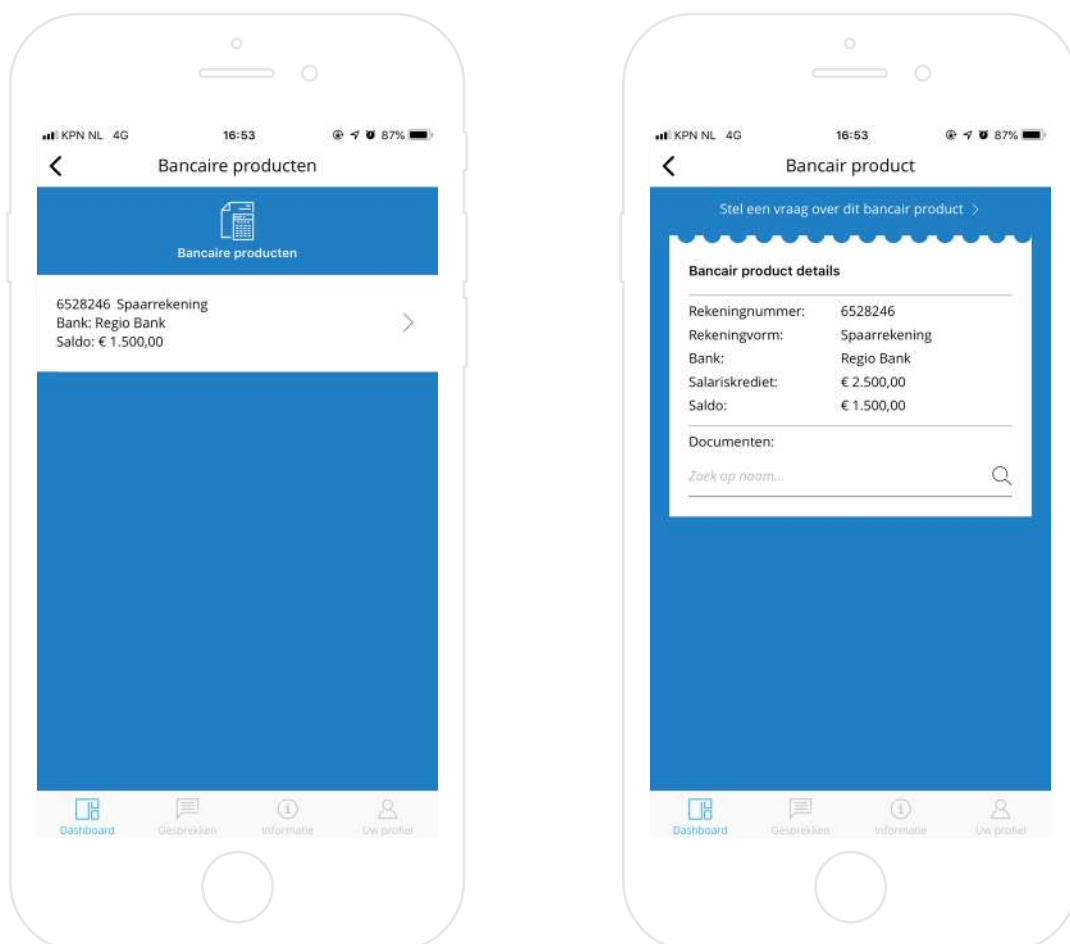 KPN NL 4G 16:53 87%
Bancaire producten
Bancaire producten
6528246 Spaarrekening
Bank: Regio Bank
Saldo: € 1.500,00
Dashboard Gesprekken Informatie Uw profiel
KPN NL 4G 16:53 87%
Bancair product
Stel een vraag over dit bancair product
Bancair product details
Rekeningnummer: 6528246
Rekeningvorm: Spaarrekening
Bank: Regio Bank
Salariskrediet: € 2.500,00
Saldo: € 1.500,00
Documenten:
Zoek op naam...
Dashboard Gesprekken Informatie Uw profiel